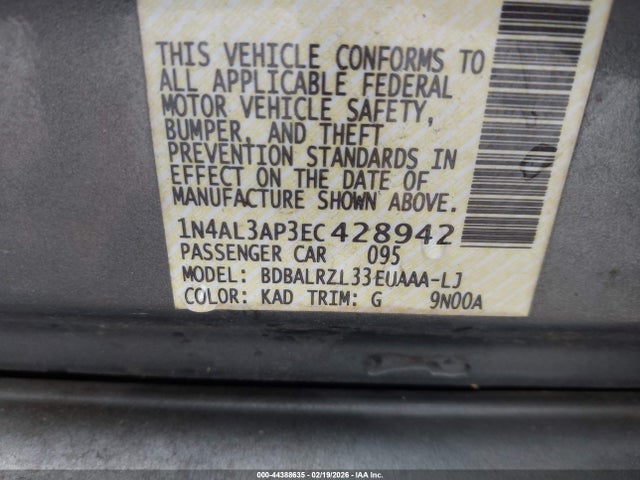 THIS VEHICLE CONFORMS TO
ALL APPLICABLE FEDERAL
MOTOR VEHICLE SAFETY,
BUMPER, AND THEFT
PREVENTION STANDARDS IN
EFFECT ON THE DATE OF
MANUFACTURE SHOWN ABOVE.
1N4AL3AP3EC 428942
PASSENGER CAR 095
MODEL: BDBALRZL33EUAAA-LJ
COLOR: KAD TRIM: G 9N00A
000-44388635 - 02/19/2026 - IAA Inc.